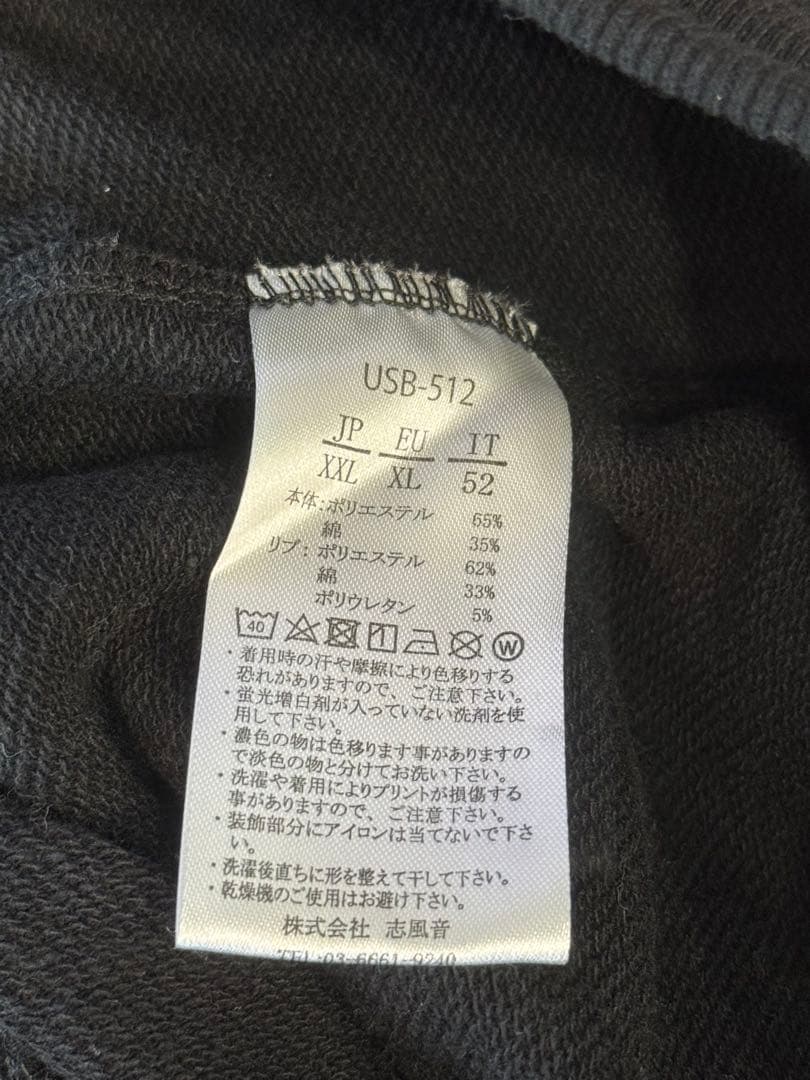 USB-512
JP EU IT
XXL XL 52
本体:ポリエステル 65%
綿 35%
リブ:ポリエステル 62%
綿 33%
ポリウレタン 5%
40 W
・着用時の汗や摩擦により色移りする
恐れがありますので、ご注意下さい。
・蛍光増白剤が入っていない洗剤を使
用して下さい。
・濃色の物は色移ります事がありますの
で淡色の物と分けてお洗い下さい。
・洗濯や着用によりプリントが損傷する
事がありますので、ご注意下さい。
・装飾部分にアイロンは当てないで下さ
い。
・洗濯後直ちに形を整えて干して下さい。
・乾燥機のご使用はお避け下さい。
株式会社 志風音
TEL:03-6661-9240